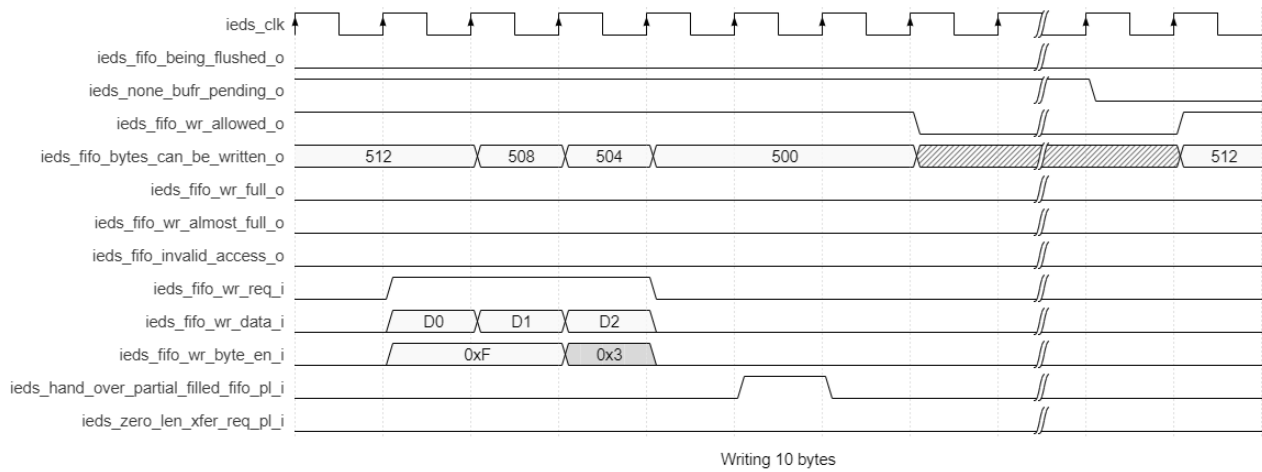 ieds_clk
ieds_fifo_being_flushed_o
ieds_none_bufr_pending_o
ieds_fifo_wr_allowed_o
ieds_fifo_bytes_can_be_written_o 512 508 504 500 512
ieds_fifo_wr_full_o
ieds_fifo_wr_almost_full_o
ieds_fifo_invalid_access_o
ieds_fifo_wr_req_i
ieds_fifo_wr_data_i D0 D1 D2
ieds_fifo_wr_byte_en_i 0xF 0x3
ieds_hand_over_partial_filled_fifo_pl_i
ieds_zero_len_xfer_req_pl_i
Writing 10 bytes